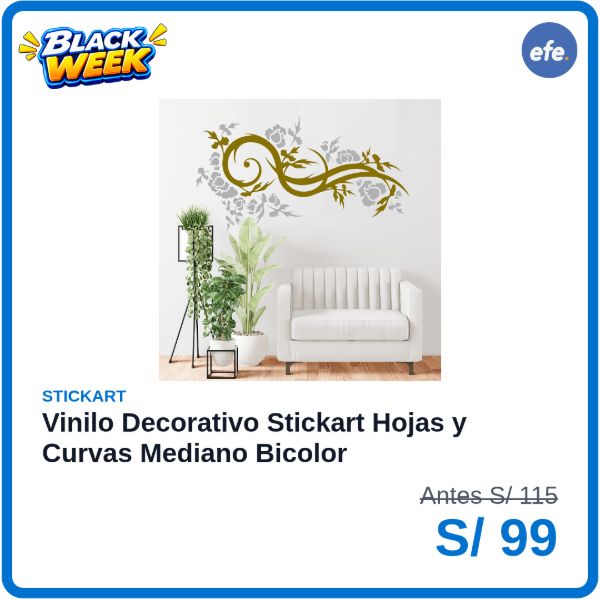 BLACK
WEEK
efe.
STICKART
Vinilo Decorativo Stickart Hojas y
Curvas Mediano Bicolor
Antes S/ 115
S/ 99